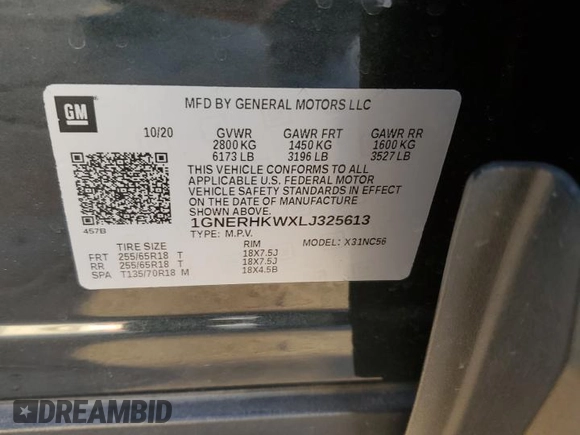 GM
MFD BY GENERAL MOTORS LLC
10/20 GVWR GAWR FRT GAWR RR
2800 KG 1450 KG 1600 KG
6173 LB 3196 LB 3527 LB
THIS VEHICLE CONFORMS TO ALL
APPLICABLE U.S. FEDERAL MOTOR
VEHICLE SAFETY STANDARDS IN EFFECT
ON THE DATE OF MANUFACTURE
SHOWN ABOVE.
1GNERHKWXLJ325613
457B TYPE: M.P.V.
TIRE SIZE RIM MODEL: X31NC56
FRT 255/65R18 T 18X7.5J
RR 255/65R18 T 18X7.5J
SPA T135/70R18 M 18X4.5B
DREAMBID